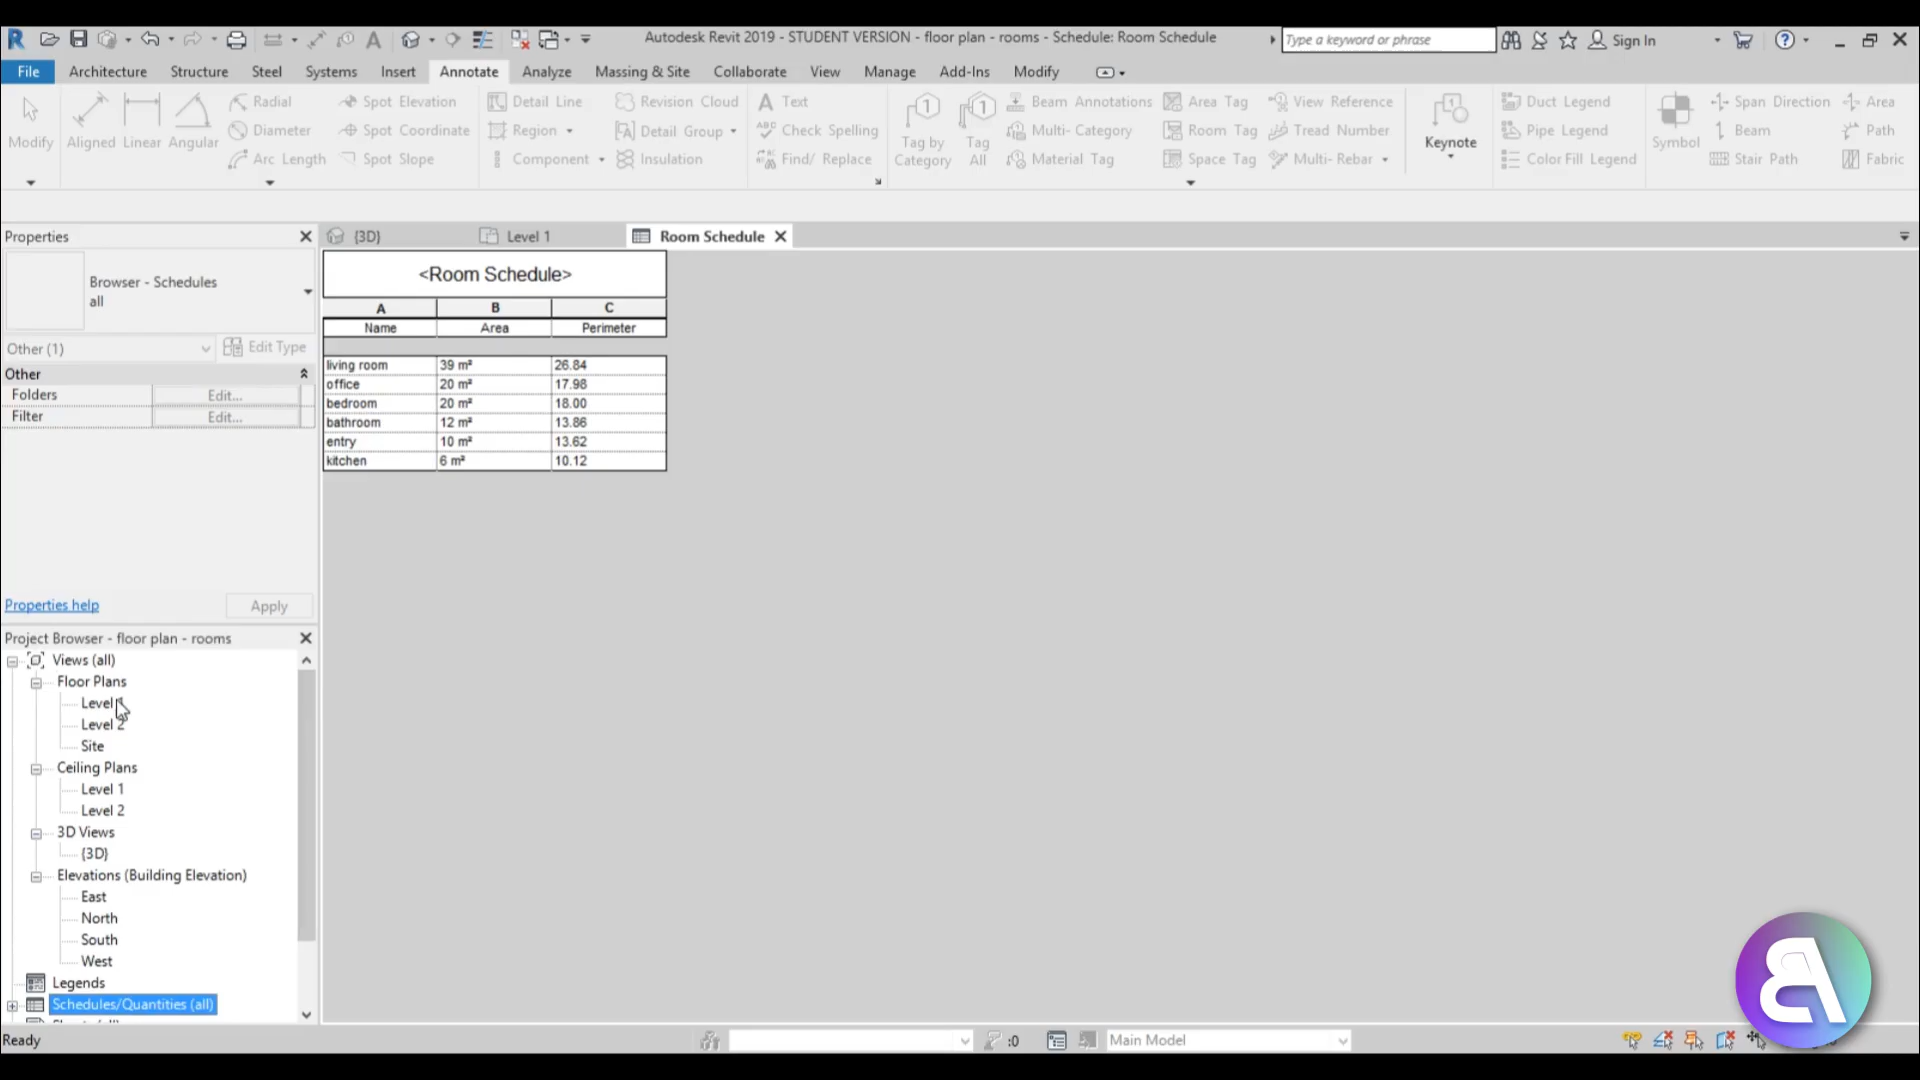 Autodesk Revit 2019 - STUDENT VERSION - floor plan - rooms - Schedule: Room Schedule
Type a keyword or phrase
Sign In
File Architecture Structure Steel Systems Insert Annotate Analyze Massing & Site Collaborate View Manage Add-Ins Modify
Modify
Aligned Linear Angular
Radial
Diameter
Arc Length
Spot Elevation
Spot Coordinate
Spot Slope
Detail Line
Region
Component
Revision Cloud
Detail Group
Insulation
Text
Check Spelling
Find/ Replace
Tag by
Category
Tag
All
Beam Annotations
Multi- Category
Material Tag
Area Tag
Room Tag
Space Tag
View Reference
Tread Number
Multi- Rebar
Keynote
Duct Legend
Pipe Legend
Color Fill Legend
Symbol
Span Direction
Beam
Stair Path
Area
Path
Fabric
Properties
Browser - Schedules
all
Other (1) Edit Type
Other
Folders Edit...
Filter Edit...
Properties help Apply
{3D} Level 1 Room Schedule
<Room Schedule>
A B C
Name Area Perimeter
living room 39 m² 26.84
office 20 m² 17.98
bedroom 20 m² 18.00
bathroom 12 m² 13.86
entry 10 m² 13.62
kitchen 6 m² 10.12
Project Browser - floor plan - rooms
Views (all)
Floor Plans
Level
Level 2
Site
Ceiling Plans
Level 1
Level 2
3D Views
{3D}
Elevations (Building Elevation)
East
North
South
West
Legends
Schedules/Quantities (all)
Ready
:0
Main Model